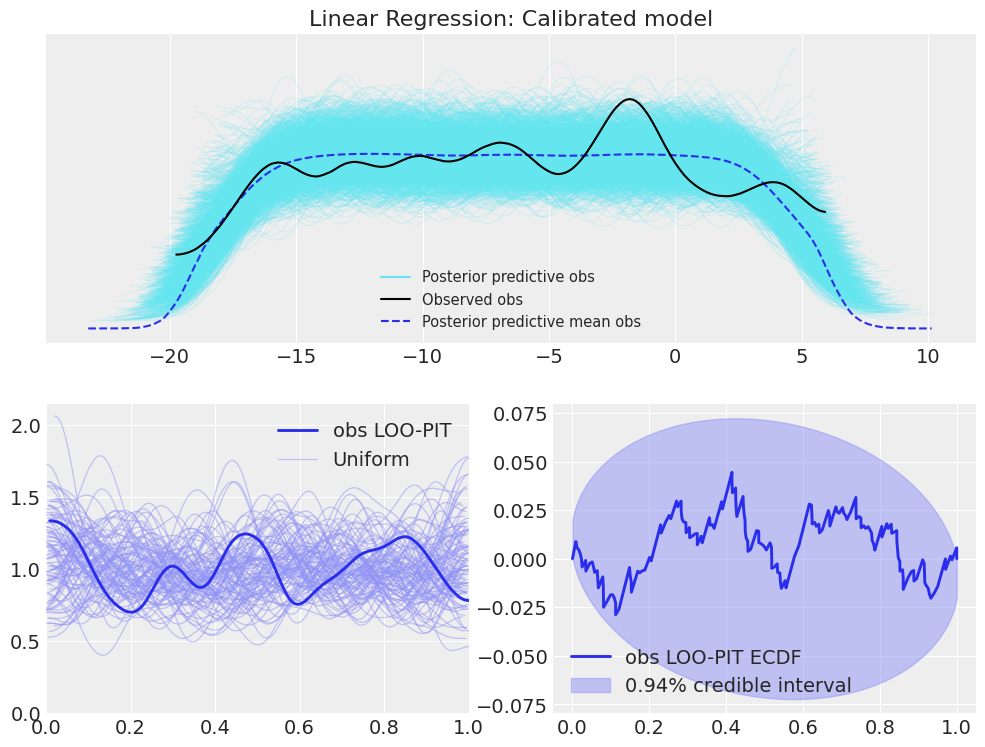 Linear Regression: Calibrated model
Posterior predictive obs
Observed obs
Posterior predictive mean obs
−20 −15 −10 −5 0 5 10
2.0
1.5
1.0
0.5
0.0
obs LOO-PIT
Uniform
0.0 0.2 0.4 0.6 0.8 1.0
0.075
0.050
0.025
0.000
−0.025
−0.050
−0.075
obs LOO-PIT ECDF
0.94% credible interval
0.0 0.2 0.4 0.6 0.8 1.0